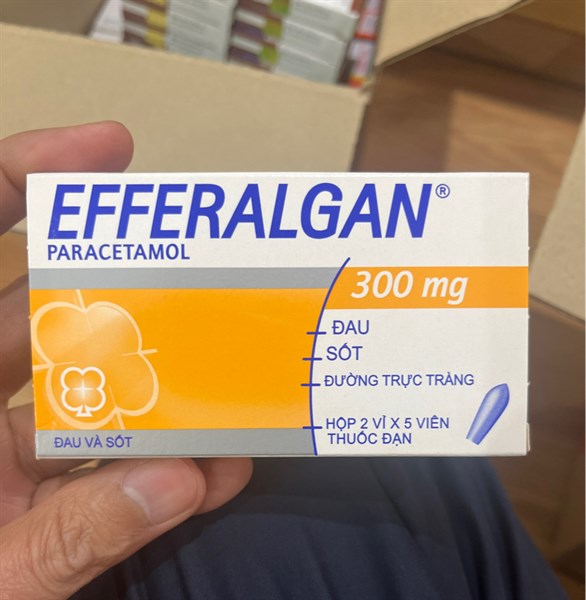 EFFERALGAN®
PARACETAMOL
300 mg
ĐAU
SỐT
ĐƯỜNG TRỰC TRÀNG
HỘP 2 VỈ X 5 VIÊN
THUỐC ĐẠN
ĐAU VÀ SỐT